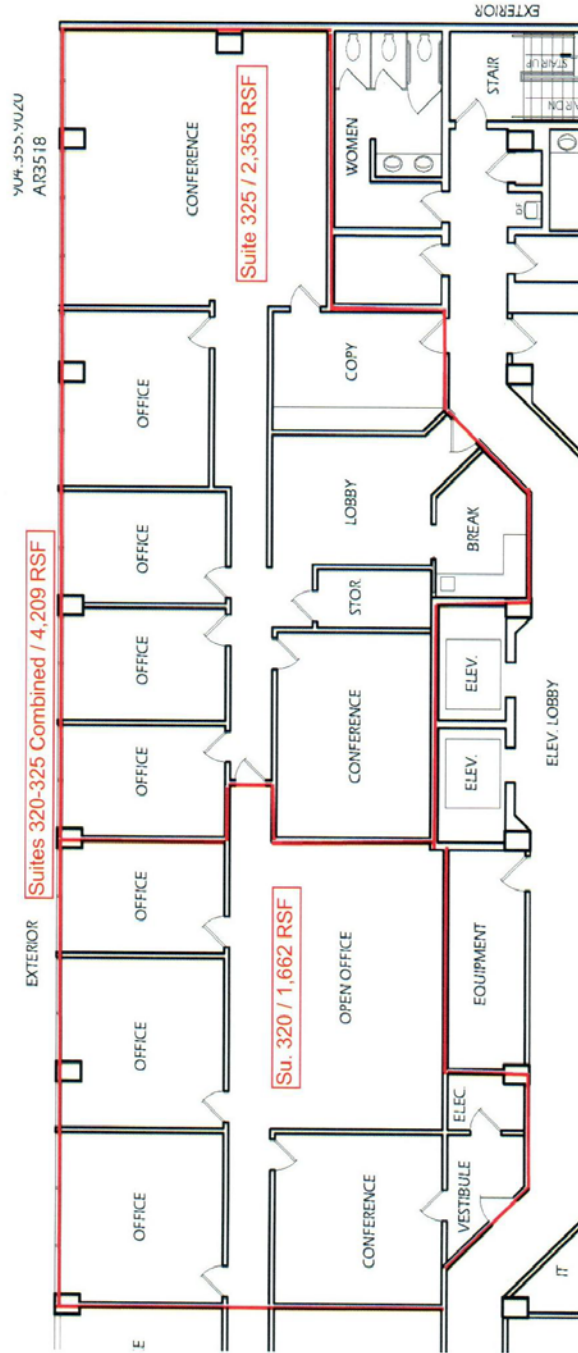 904.355.9020
AR3518
EXTERIOR
Suites 320-325 Combined / 4,209 RSF
EXTERIOR
CONFERENCE
Suite 325 / 2,353 RSF
WOMEN
STAIR
STAIR UP
OFFICE
COPY
OFFICE
LOBBY
BREAK
STOR.
OFFICE
CONFERENCE
ELEV.
OFFICE
ELEV.
ELEV. LOBBY
OFFICE
OPEN OFFICE
Su. 320 / 1,662 RSF
EQUIPMENT
OFFICE
ELEC.
OFFICE
CONFERENCE
VESTIBULE
IT